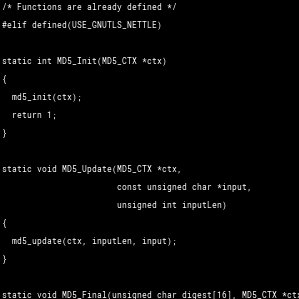 /* Functions are already defined */
#elif defined(USE_GNUTLS_NETTLE)
static int MD5_Init(MD5_CTX *ctx)
{
  md5_init(ctx);
  return 1;
}
static void MD5_Update(MD5_CTX *ctx,
                       const unsigned char *input,
                       unsigned int inputLen)
{
  md5_update(ctx, inputLen, input);
}
static void MD5_Final(unsigned char digest[16], MD5_CTX *ctx